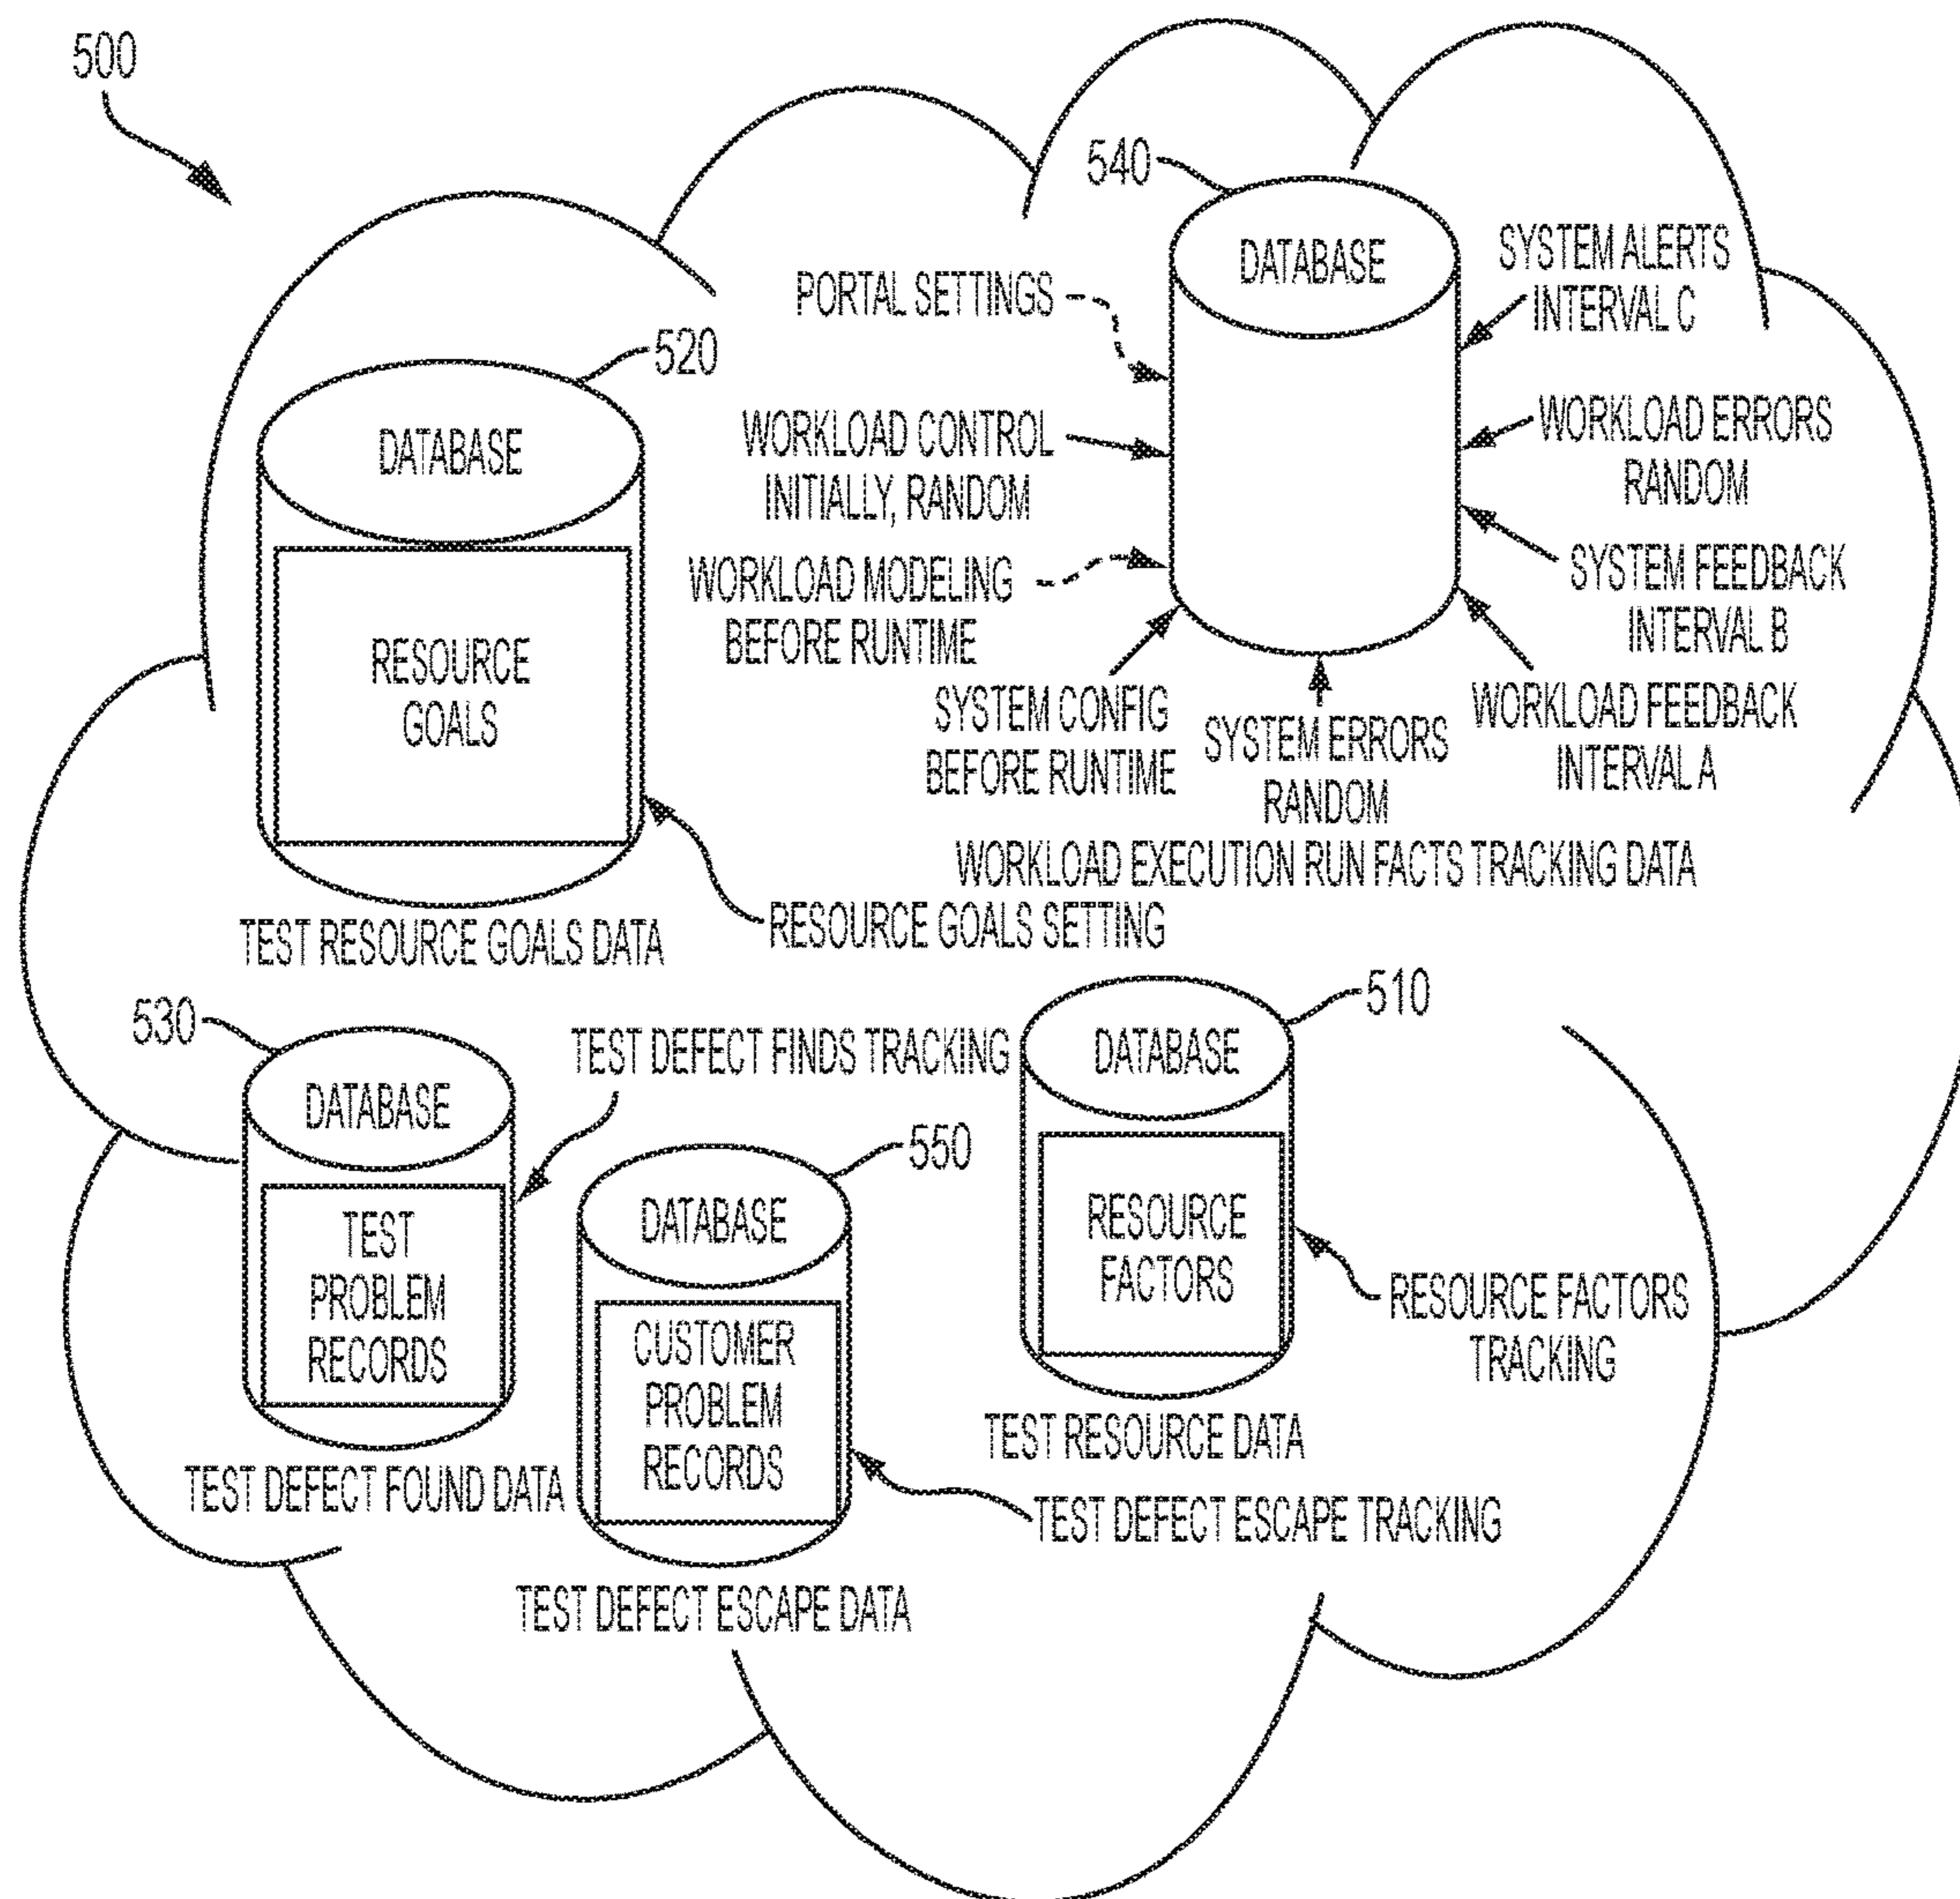 500
540
DATABASE
SYSTEM ALERTS
INTERVAL C
PORTAL SETTINGS
520
DATABASE
WORKLOAD CONTROL
INITIALLY, RANDOM
WORKLOAD ERRORS
RANDOM
WORKLOAD MODELING
BEFORE RUNTIME
SYSTEM FEEDBACK
INTERVAL B
RESOURCE
GOALS
SYSTEM CONFIG
BEFORE RUNTIME
SYSTEM ERRORS
RANDOM
WORKLOAD FEEDBACK
INTERVAL A
WORKLOAD EXECUTION RUN FACTS TRACKING DATA
RESOURCE GOALS SETTING
TEST RESOURCE GOALS DATA
530
DATABASE
TEST DEFECT FINDS TRACKING
510
DATABASE
550
DATABASE
TEST
PROBLEM
RECORDS
RESOURCE
FACTORS
RESOURCE FACTORS
TRACKING
CUSTOMER
PROBLEM
RECORDS
TEST RESOURCE DATA
TEST DEFECT FOUND DATA
TEST DEFECT ESCAPE TRACKING
TEST DEFECT ESCAPE DATA